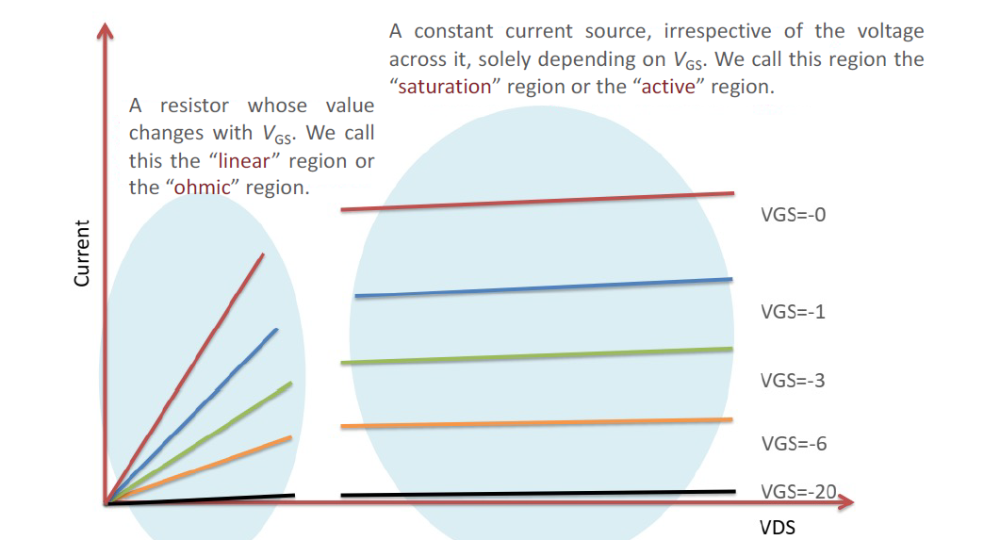 A constant current source, irrespective of the voltage
across it, solely depending on VGS. We call this region the
“saturation” region or the “active” region.
A resistor whose value
changes with VGS. We call
this the “linear” region or
the “ohmic” region.
Current
VGS=-0
VGS=-1
VGS=-3
VGS=-6
VGS=-20
VDS